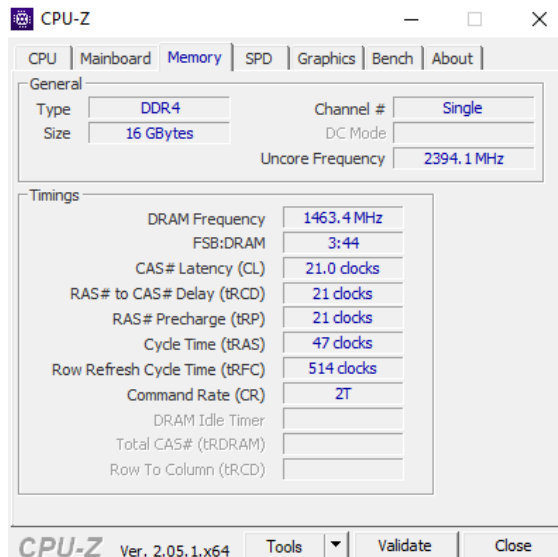 CPU-Z
CPU Mainboard Memory SPD Graphics Bench About
General
Type DDR4 Channel # Single
Size 16 GBytes DC Mode
Uncore Frequency 2394.1 MHz
Timings
DRAM Frequency 1463.4 MHz
FSB:DRAM 3:44
CAS# Latency (CL) 21.0 clocks
RAS# to CAS# Delay (tRCD) 21 clocks
RAS# Precharge (tRP) 21 clocks
Cycle Time (tRAS) 47 clocks
Row Refresh Cycle Time (tRFC) 514 clocks
Command Rate (CR) 2T
DRAM Idle Timer
Total CAS# (tRDRAM)
Row To Column (tRCD)
CPU-Z Ver. 2.05.1.x64 Tools Validate Close